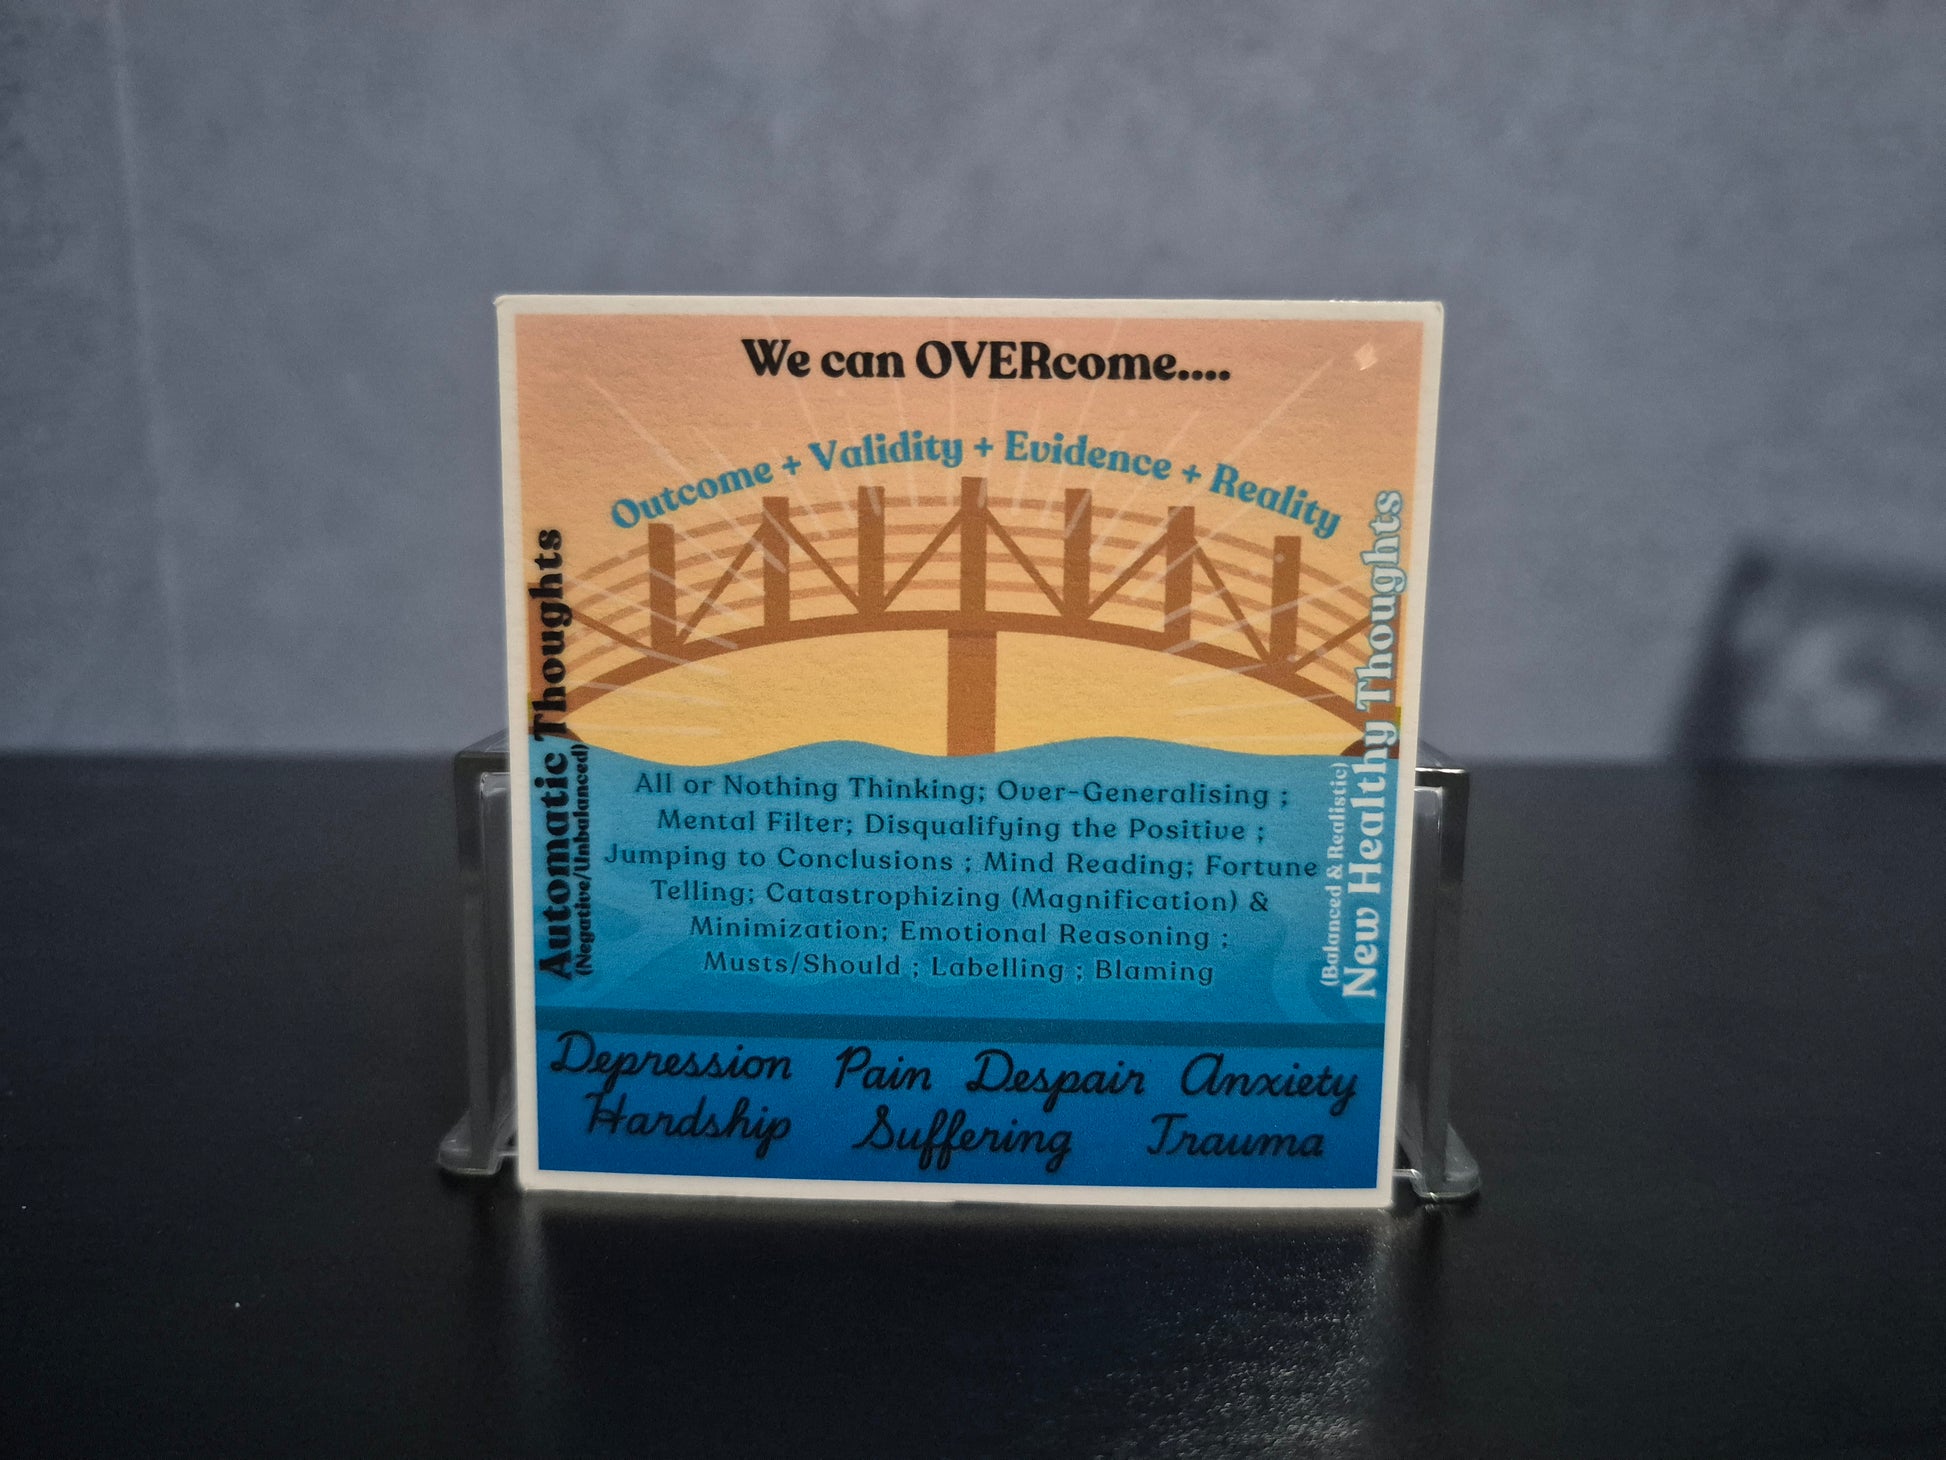 We can OVERcome....
Outcome + Validity + Evidence + Reality
Automatic Thoughts
(Negative/Unbalanced)
(Balanced & Realistic)
New Healthy Thoughts
All or Nothing Thinking; Over-Generalising ;
Mental Filter; Disqualifying the Positive ;
Jumping to Conclusions ; Mind Reading; Fortune
Telling; Catastrophizing (Magnification) &
Minimization; Emotional Reasoning ;
Musts/Should ; Labelling ; Blaming
Depression Pain Despair Anxiety
Hardship Suffering Trauma